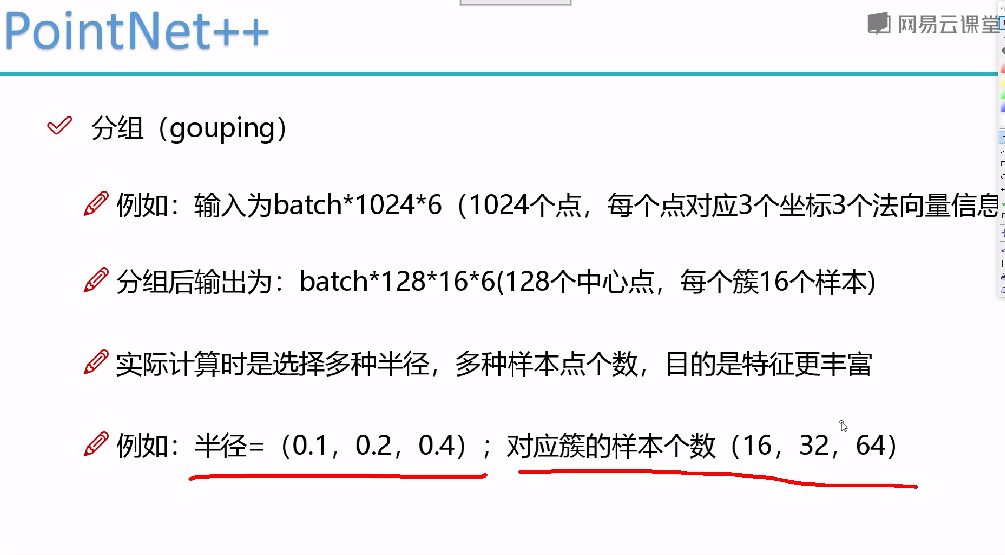 PointNet++
网易云课堂
分组（gouping）
例如：输入为batch*1024*6（1024个点，每个点对应3个坐标3个法向量信息
分组后输出为：batch*128*16*6(128个中心点，每个簇16个样本)
实际计算时是选择多种半径，多种样本点个数，目的是特征更丰富
例如：半径=（0.1，0.2，0.4）；对应簇的样本个数（16，32，64）